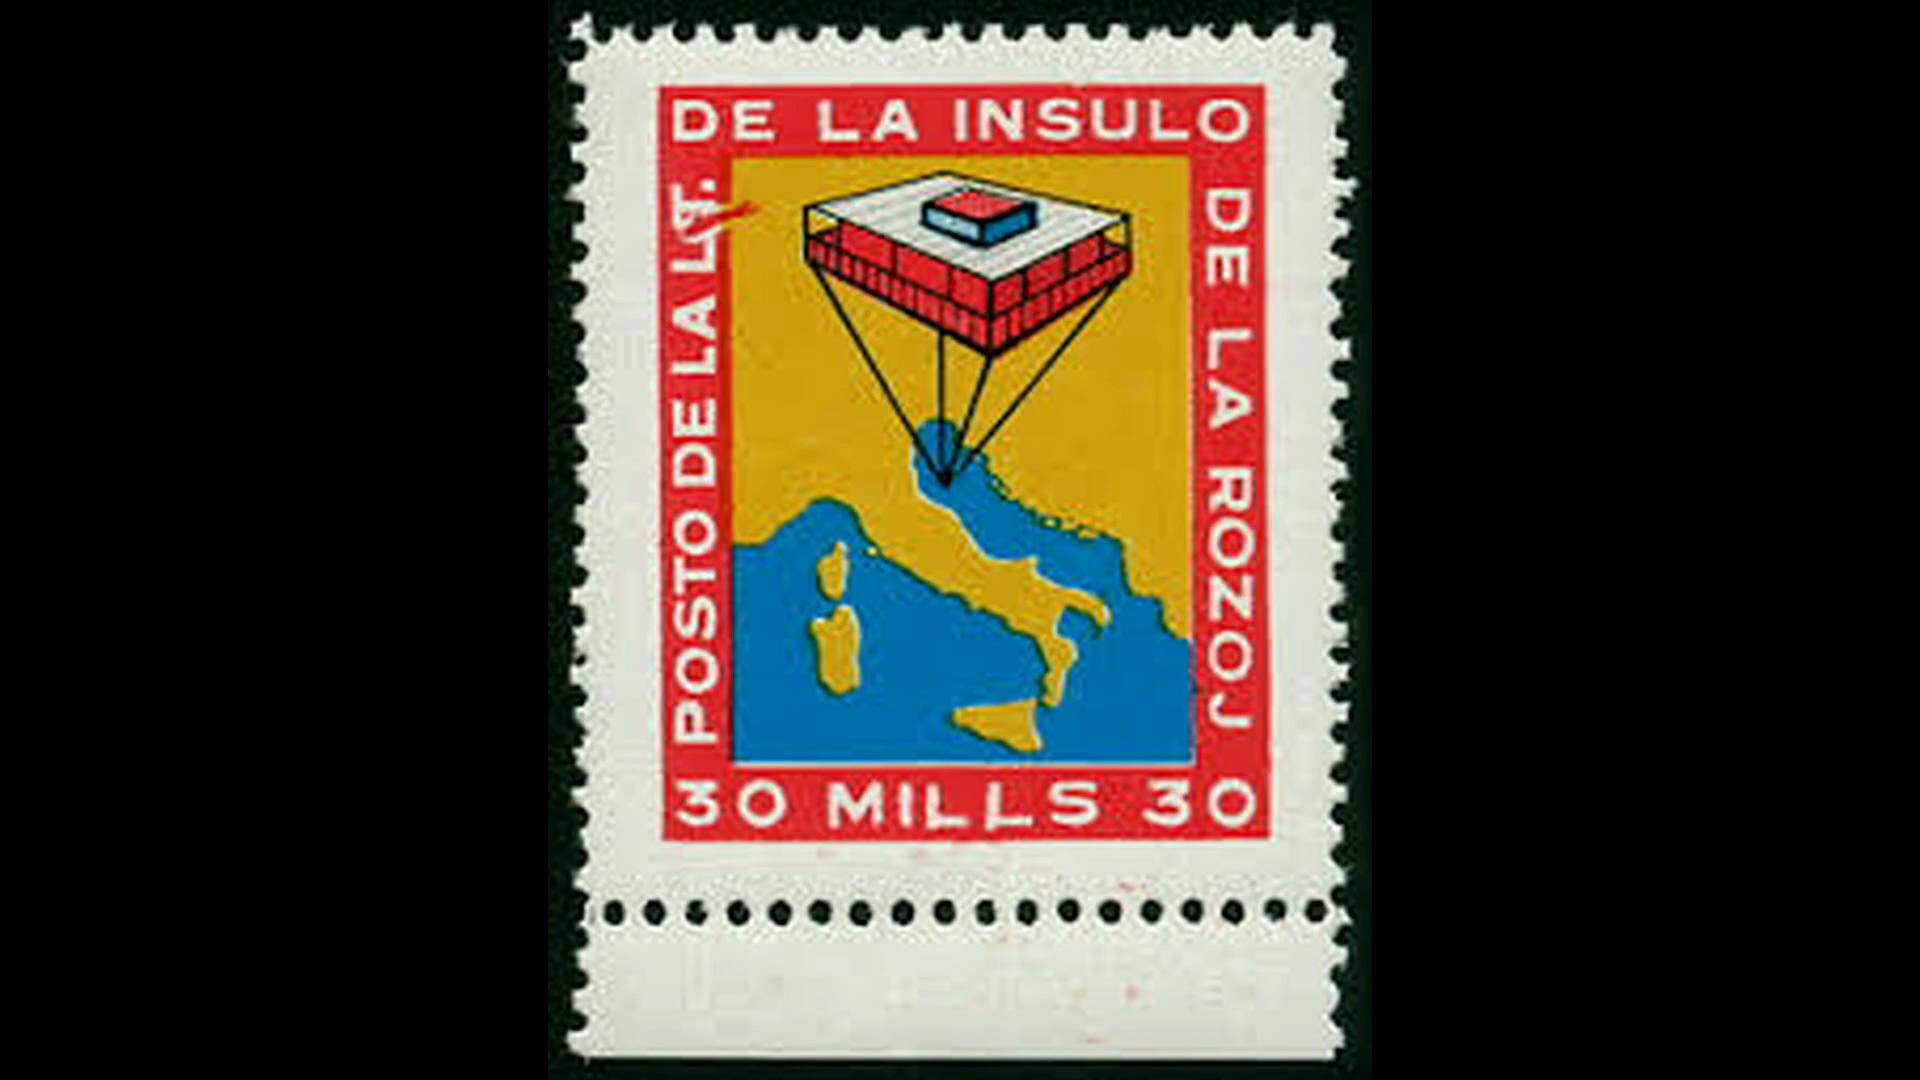 POSTO DE LA L.T.
DE LA INSULO
DE LA ROZOJ
30 MILLS 30